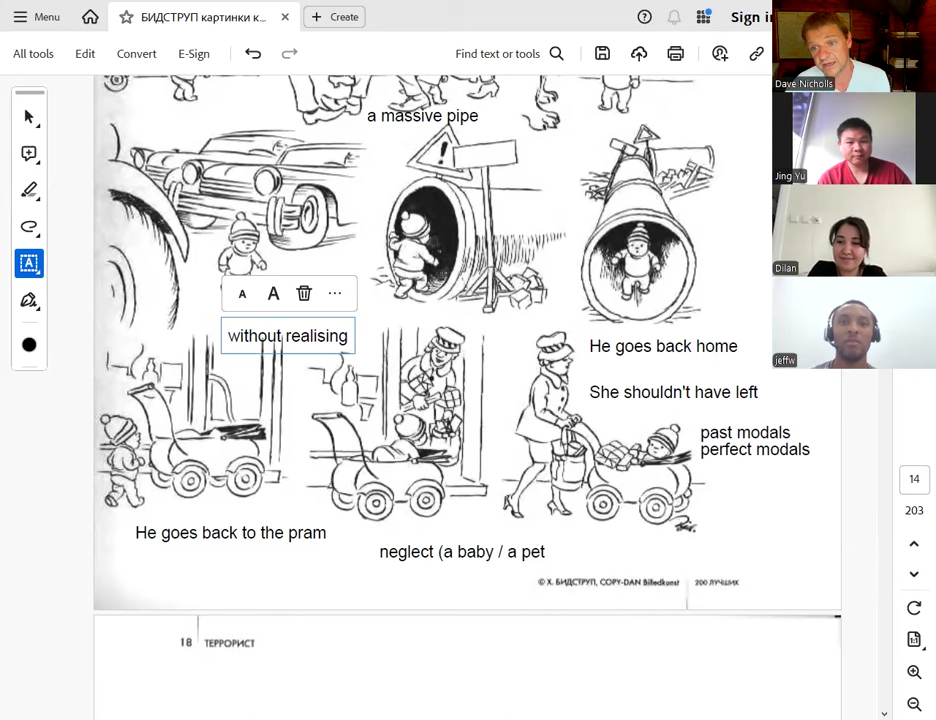 Menu
БИДСТРУП картинки к...
Create
Sign in
All tools
Edit
Convert
E-Sign
Find text or tools
Dave Nicholls
a massive pipe
Jing Yu
Dilan
A A ...
without realising
He goes back home
jeffw
She shouldn't have left
past modals
perfect modals
14
203
He goes back to the pram
neglect (a baby / a pet
© Х. БИДСТРУП, COPY-DAN Billedkunst 200 ЛУЧШИХ
18 ТЕРРОРИСТ
1:1